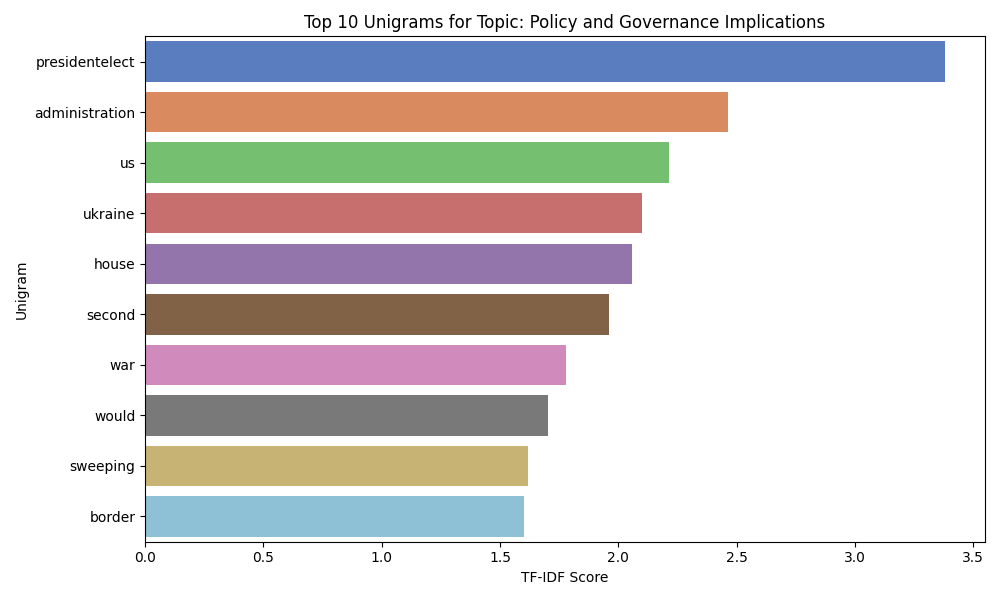 Top 10 Unigrams for Topic: Policy and Governance Implications
Unigram
presidentelect
administration
us
ukraine
house
second
war
would
sweeping
border
0.0 0.5 1.0 1.5 2.0 2.5 3.0 3.5
TF-IDF Score